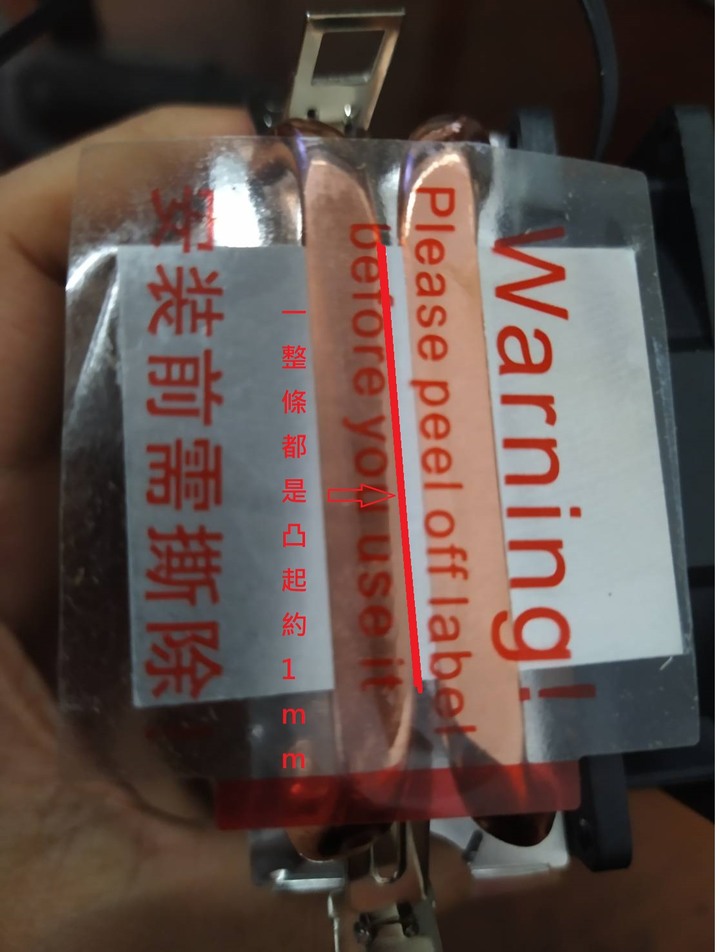 Warning!
Please peel off label
before you use it
一整條都是凸起約1mm
安装前需撕除